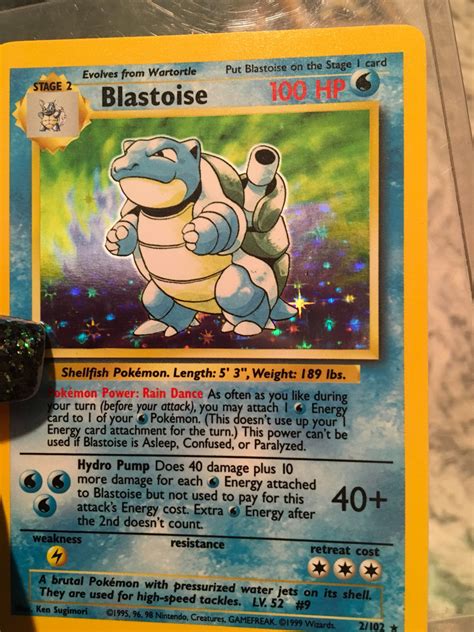 Evolves from Wartortle Put Blastoise on the Stage 1 card
STAGE 2 Blastoise 100 HP
Shellfish Pokémon. Length: 5' 3", Weight: 189 lbs.
Pokémon Power: Rain Dance As often as you like during
your turn (before your attack), you may attach 1 Energy
card to 1 of your Pokémon. (This doesn't use up your 1
Energy card attachment for the turn.) This power can't be
used if Blastoise is Asleep, Confused, or Paralyzed.
Hydro Pump Does 40 damage plus 10
more damage for each Energy attached
to Blastoise but not used to pay for this
attack's Energy cost. Extra Energy after
the 2nd doesn't count.
40+
weakness resistance retreat cost
A brutal Pokémon with pressurized water jets on its shell.
They are used for high-speed tackles. LV. 52 #9
Illus. Ken Sugimori ©1995, 96, 98 Nintendo, Creatures, GAMEFREAK. ©1999 Wizards. 2/102 ★